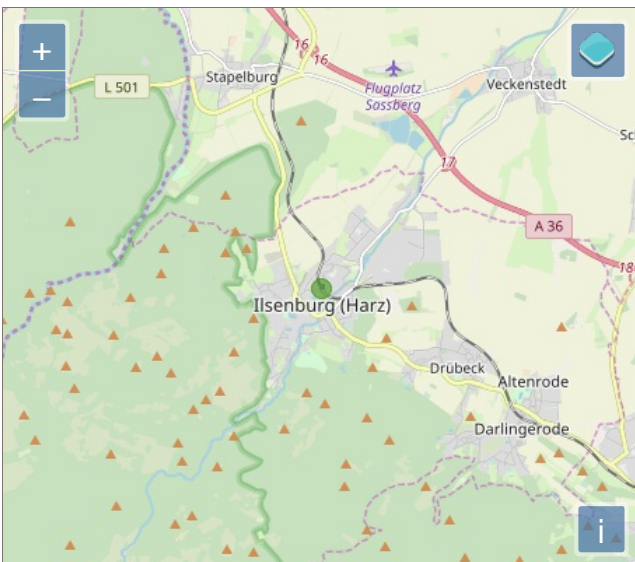 +
−
L 501
16
16
Stapelburg
Flugplatz
Sassberg
Veckenstedt
17
A 36
18
Ilsenburg (Harz)
Drübeck
Altenrode
Darlingerode
i